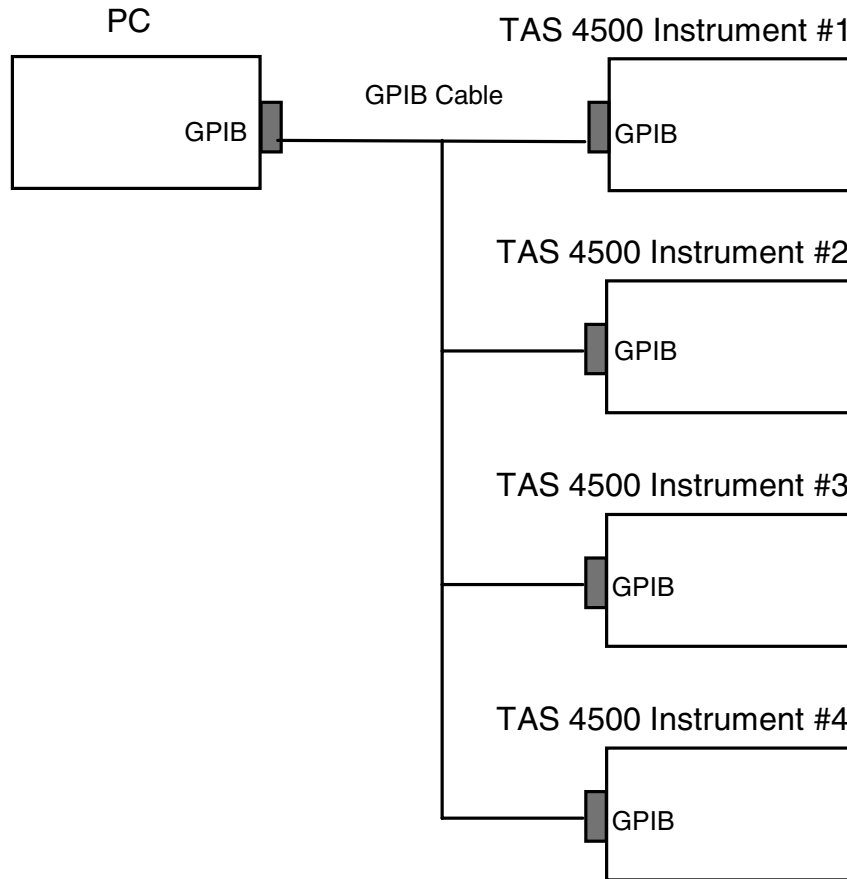 PC
TAS 4500 Instrument #1
GPIB Cable
GPIB
GPIB
TAS 4500 Instrument #2
GPIB
TAS 4500 Instrument #3
GPIB
TAS 4500 Instrument #4
GPIB